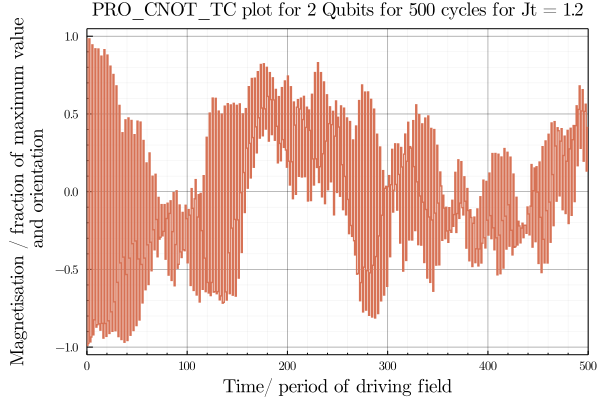 PRO_CNOT_TC plot for 2 Qubits for 500 cycles for Jt = 1.2
Magnetisation / fraction of maximum value
and orientation
1.0
0.5
0.0
−0.5
−1.0
0 100 200 300 400 500
Time/ period of driving field